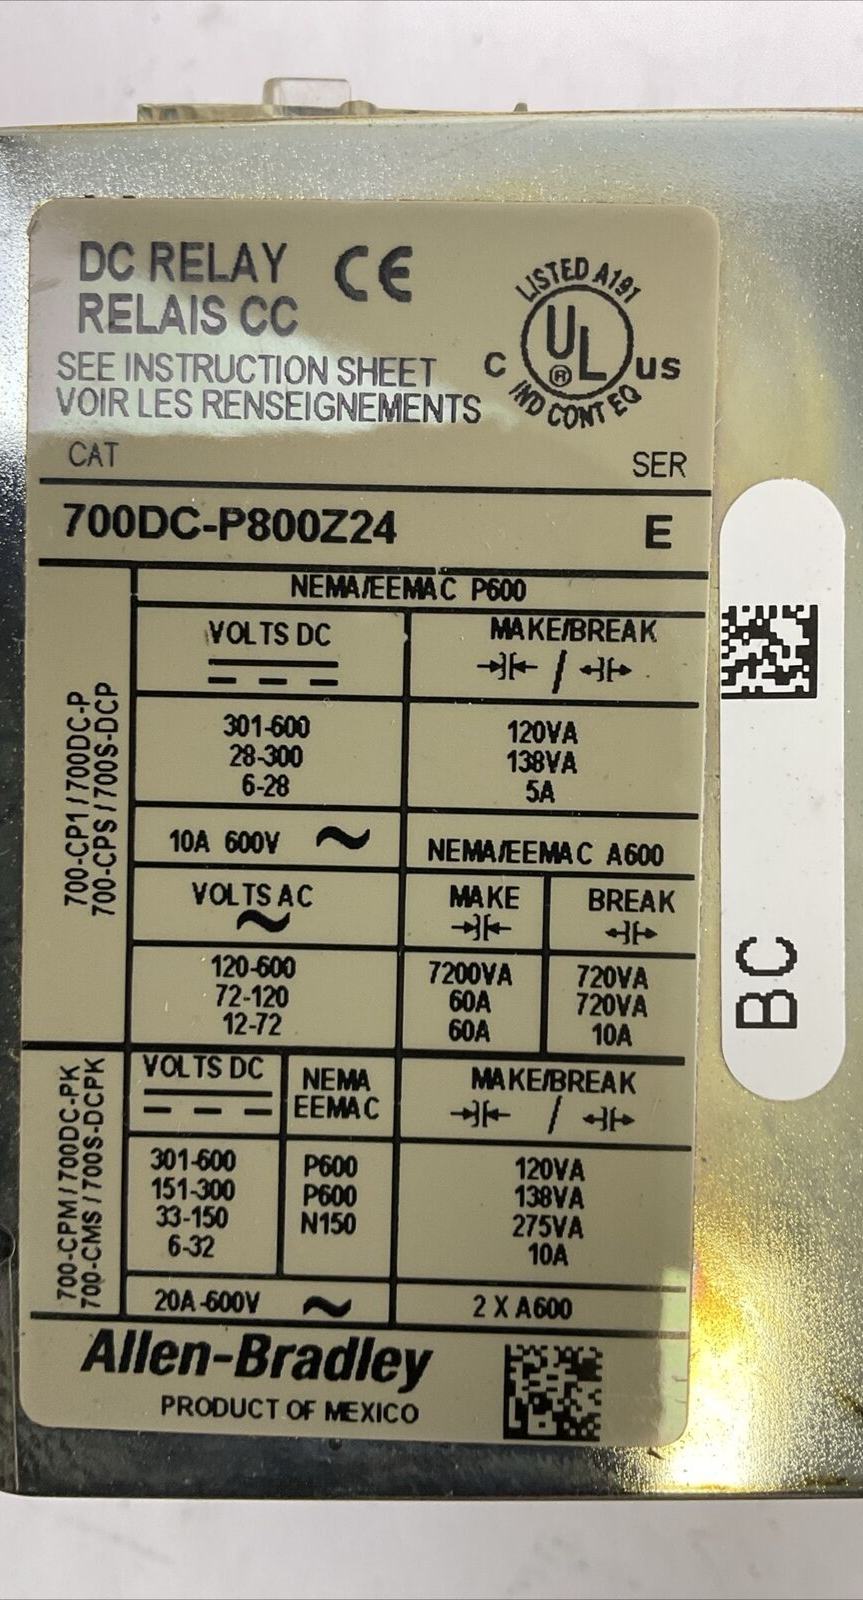 DC RELAY CE
RELAIS CC
SEE INSTRUCTION SHEET
VOIR LES RENSEIGNEMENTS
LISTED A191
C UL ® US
IND CONT EQ
CAT SER
700DC-P800Z24 E
700-CP1 / 700DC-P
700-CPS / 700S-DCP
NEMA/EEMAC P600
VOLTS DC MAKE/BREAK
/
301-600 120VA
28-300 138VA
6-28 5A
10A 600V ~ NEMA/EEMAC A600
VOLTS AC MAKE BREAK
~
120-600 7200VA 720VA
72-120 60A 720VA
12-72 60A 10A
700-CPM / 700DC-PK
700-CMS / 700S-DCPK
VOLTS DC NEMA MAKE/BREAK
EEMAC /
301-600 P600 120VA
151-300 P600 138VA
33-150 N150 275VA
6-32 10A
20A-600V ~ 2 X A600
Allen-Bradley
PRODUCT OF MEXICO
BC